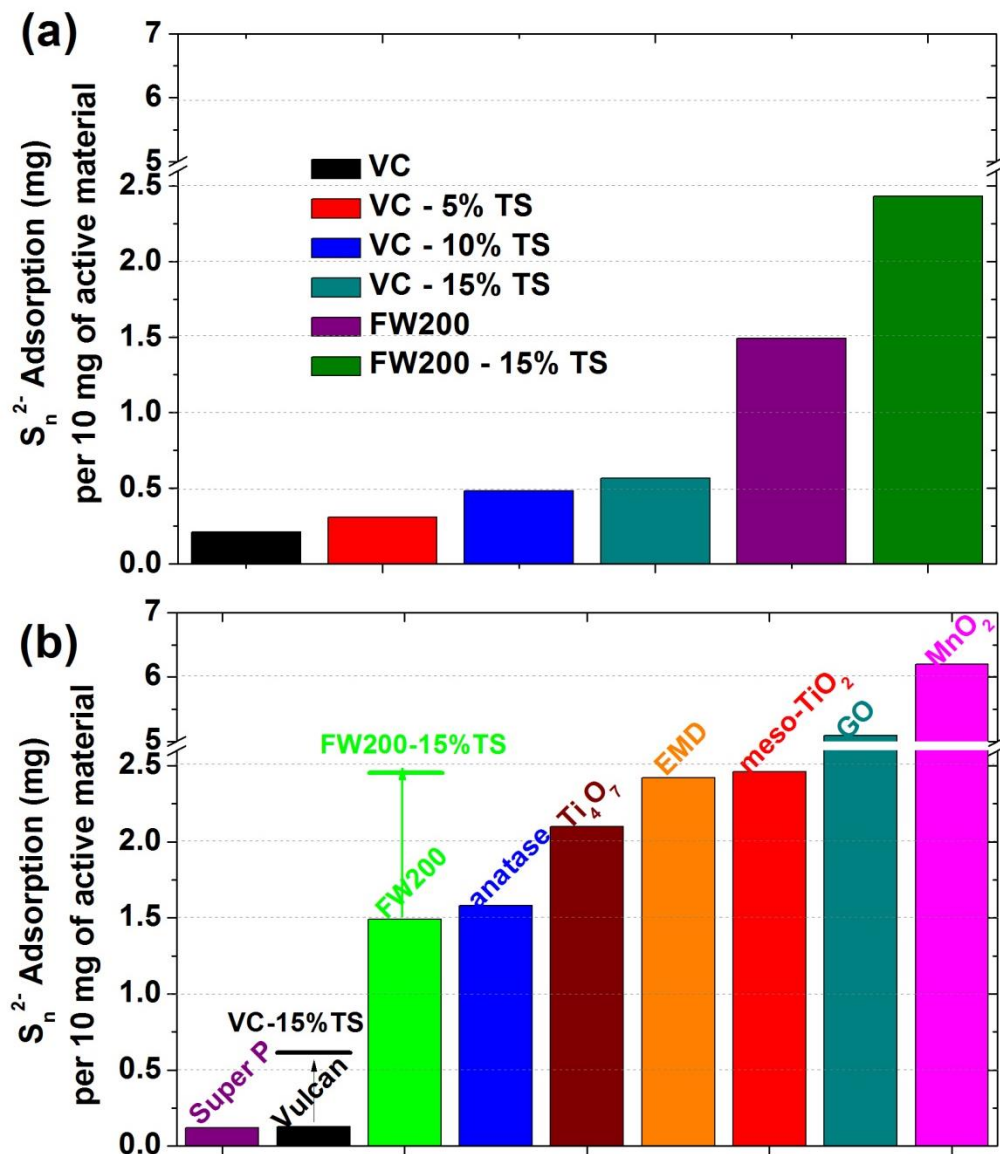 (a)
7
6
5
2.5
2.0
1.5
1.0
0.5
0.0
Sₙ²⁻ Adsorption (mg)
per 10 mg of active material
VC
VC - 5% TS
VC - 10% TS
VC - 15% TS
FW200
FW200 - 15% TS
(b)
7
6
5
2.5
2.0
1.5
1.0
0.5
0.0
Sₙ²⁻ Adsorption (mg)
per 10 mg of active material
Super P
VC-15%TS
Vulcan
FW200-15%TS
FW200
anatase
Ti₄O₇
EMD
meso-TiO₂
GO
MnO₂